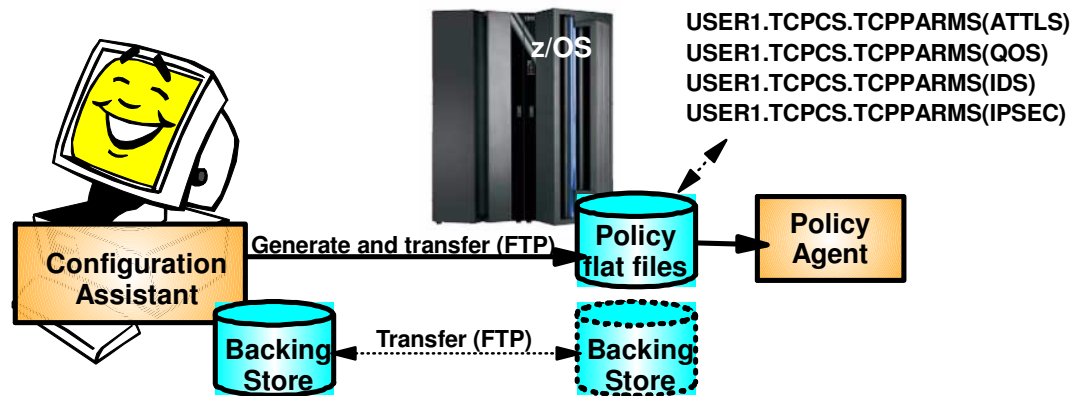 z/OS
USER1.TCPCS.TCPPARMS(ATTLS)
USER1.TCPCS.TCPPARMS(QOS)
USER1.TCPCS.TCPPARMS(IDS)
USER1.TCPCS.TCPPARMS(IPSEC)
Configuration
Assistant
Generate and transfer (FTP)
Policy
flat files
Policy
Agent
Backing
Store
Transfer (FTP)
Backing
Store